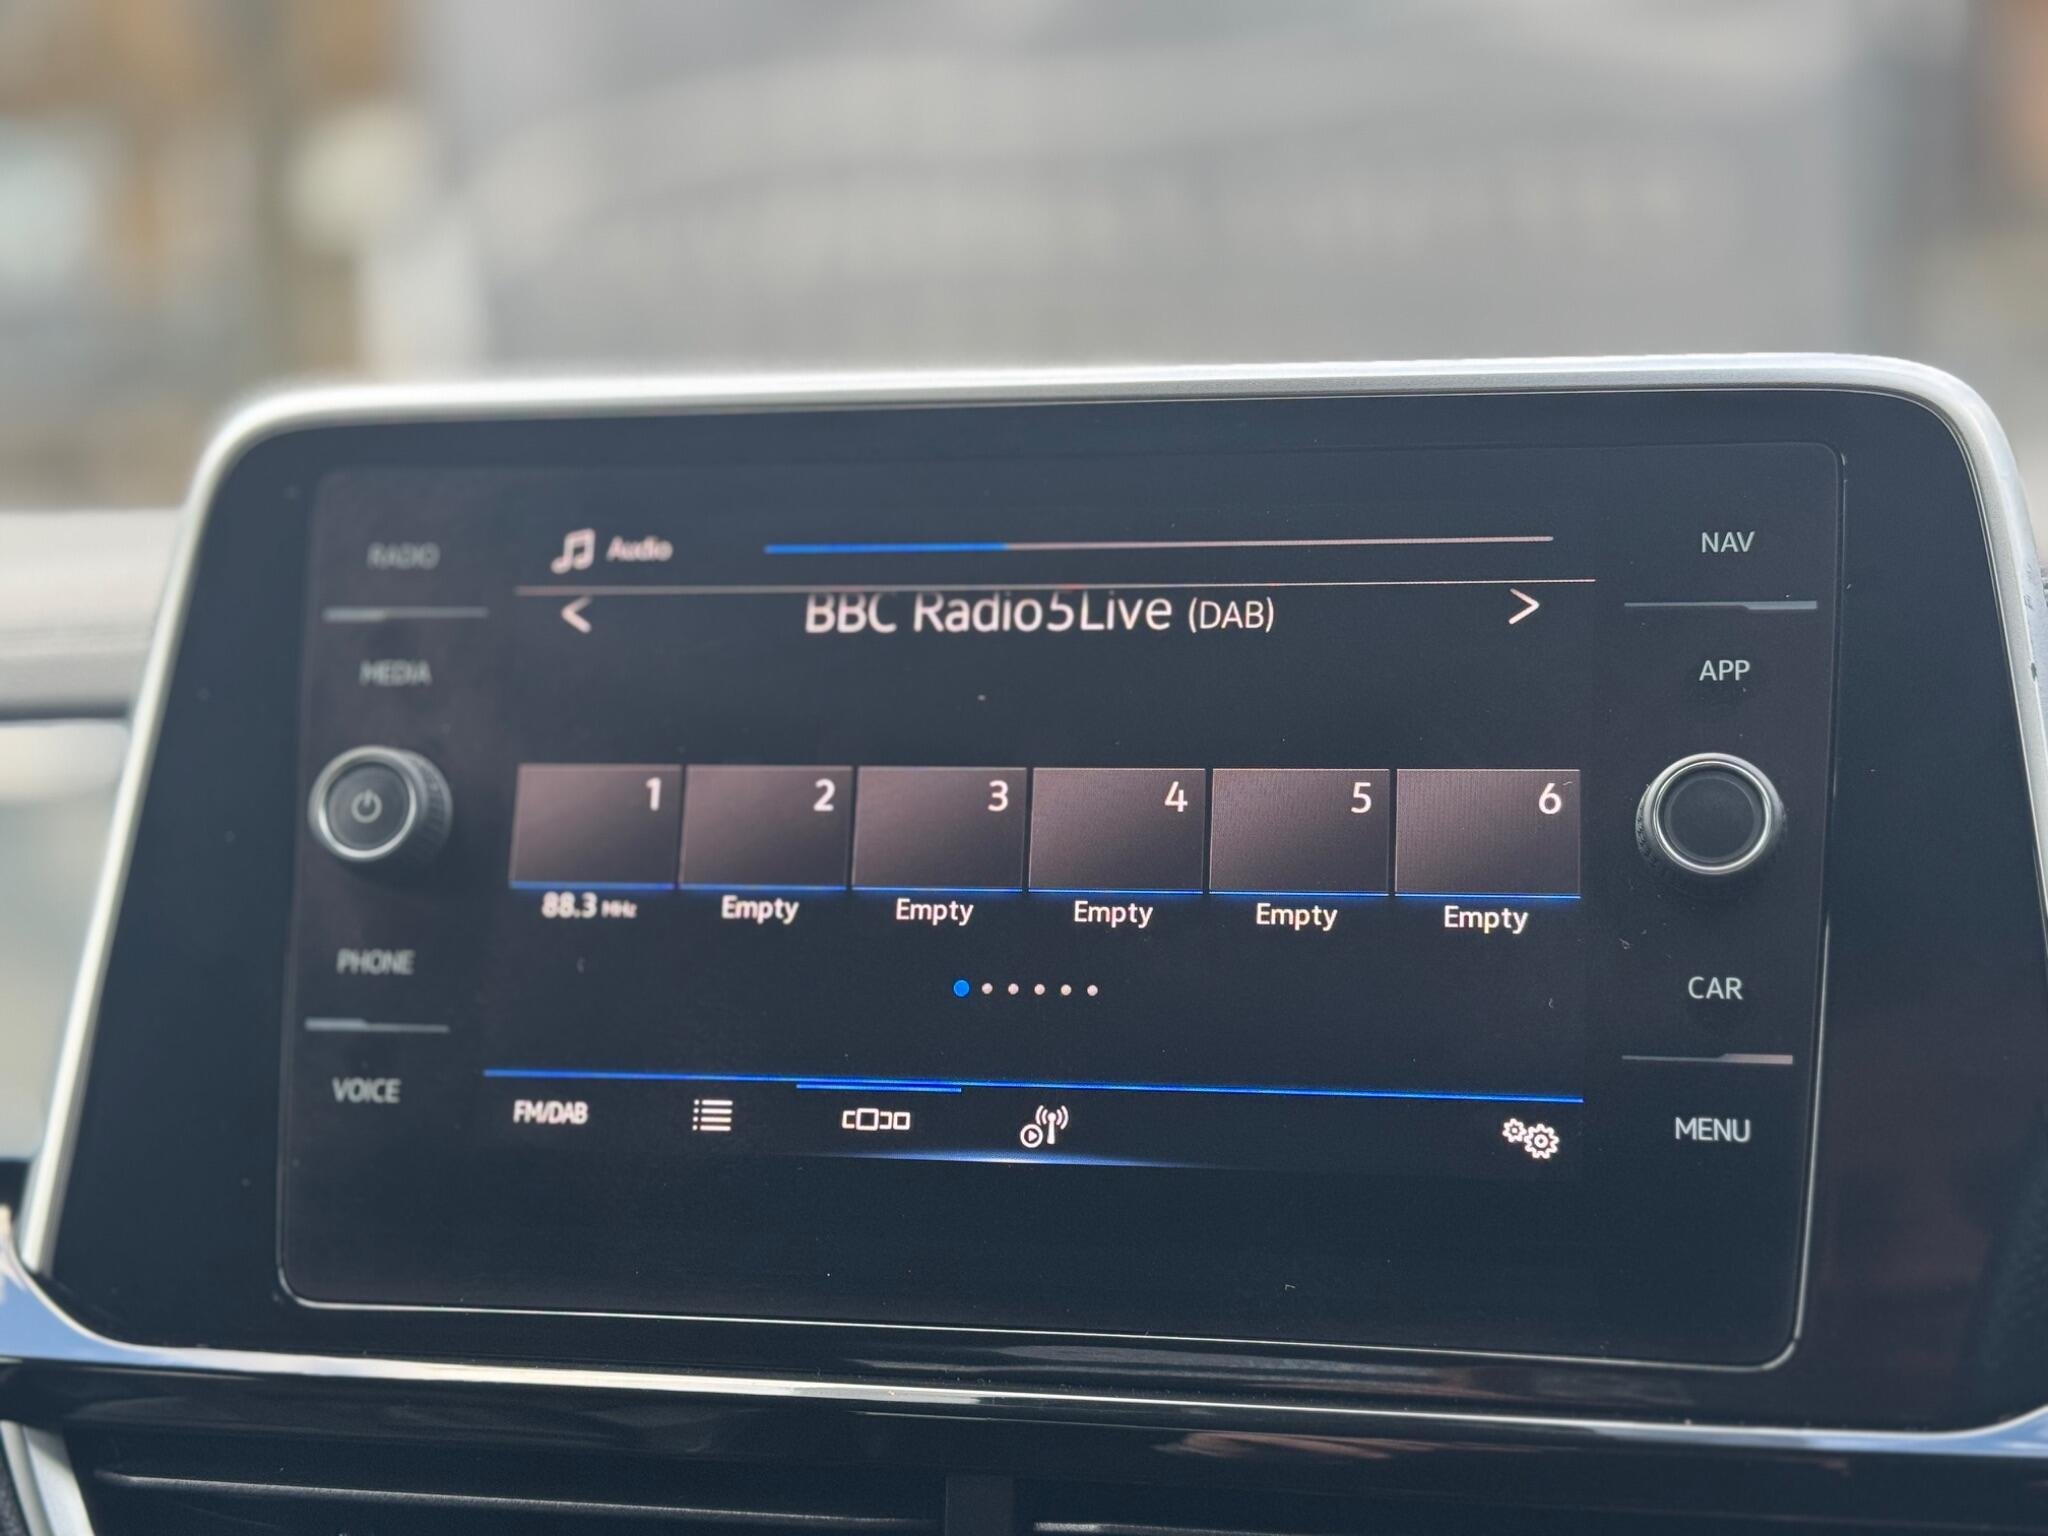 Audio
BBC Radio5Live (DAB)
RADIO
MEDIA
PHONE
VOICE
1 2 3 4 5 6
88.3 MHz Empty Empty Empty Empty Empty
FM/DAB
NAV
APP
CAR
MENU